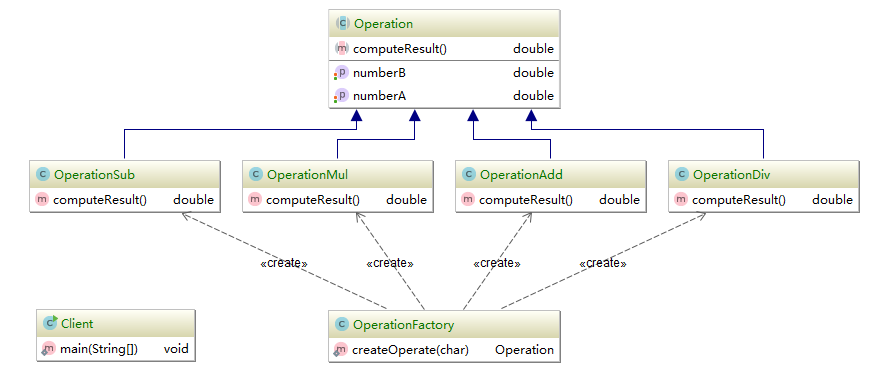 Operation
computeResult() double
numberB double
numberA double
OperationSub
computeResult() double
OperationMul
computeResult() double
OperationAdd
computeResult() double
OperationDiv
computeResult() double
«create» «create» «create» «create»
Client
main(String[]) void
OperationFactory
createOperate(char) Operation